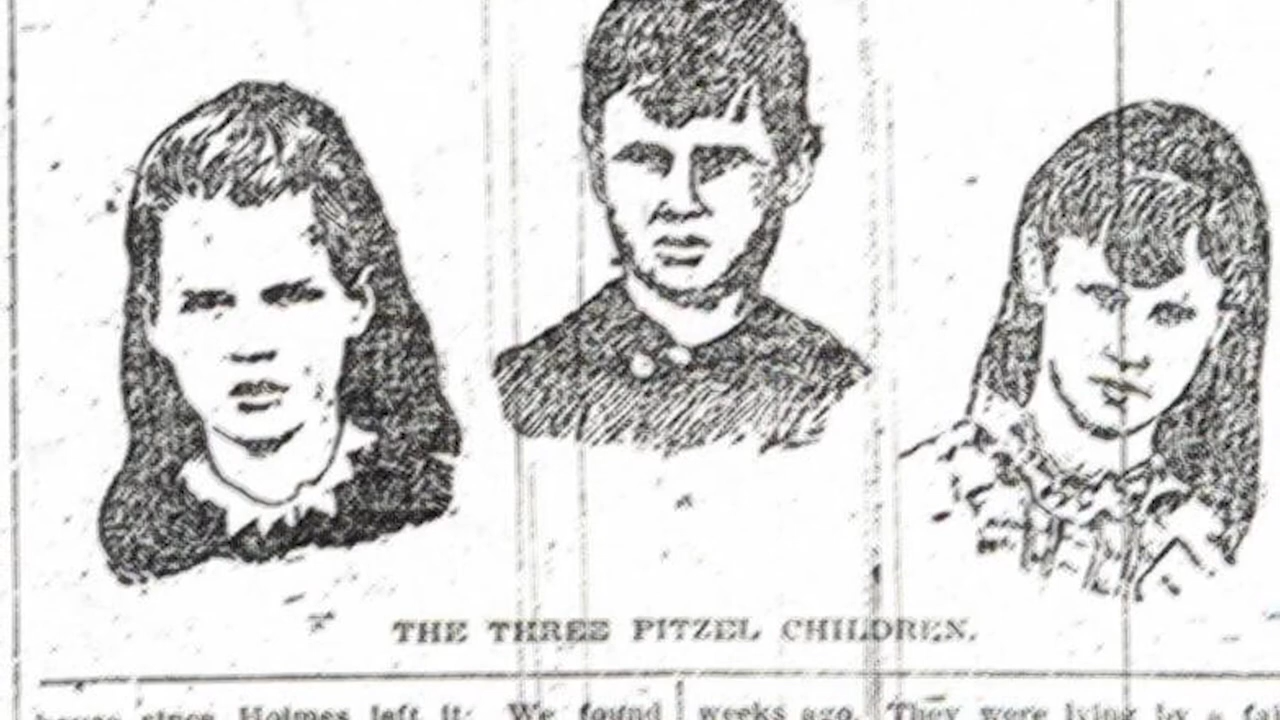 THE THREE PITZEL CHILDREN.
house since Holmes left it. We found
weeks ago. They were lying by a